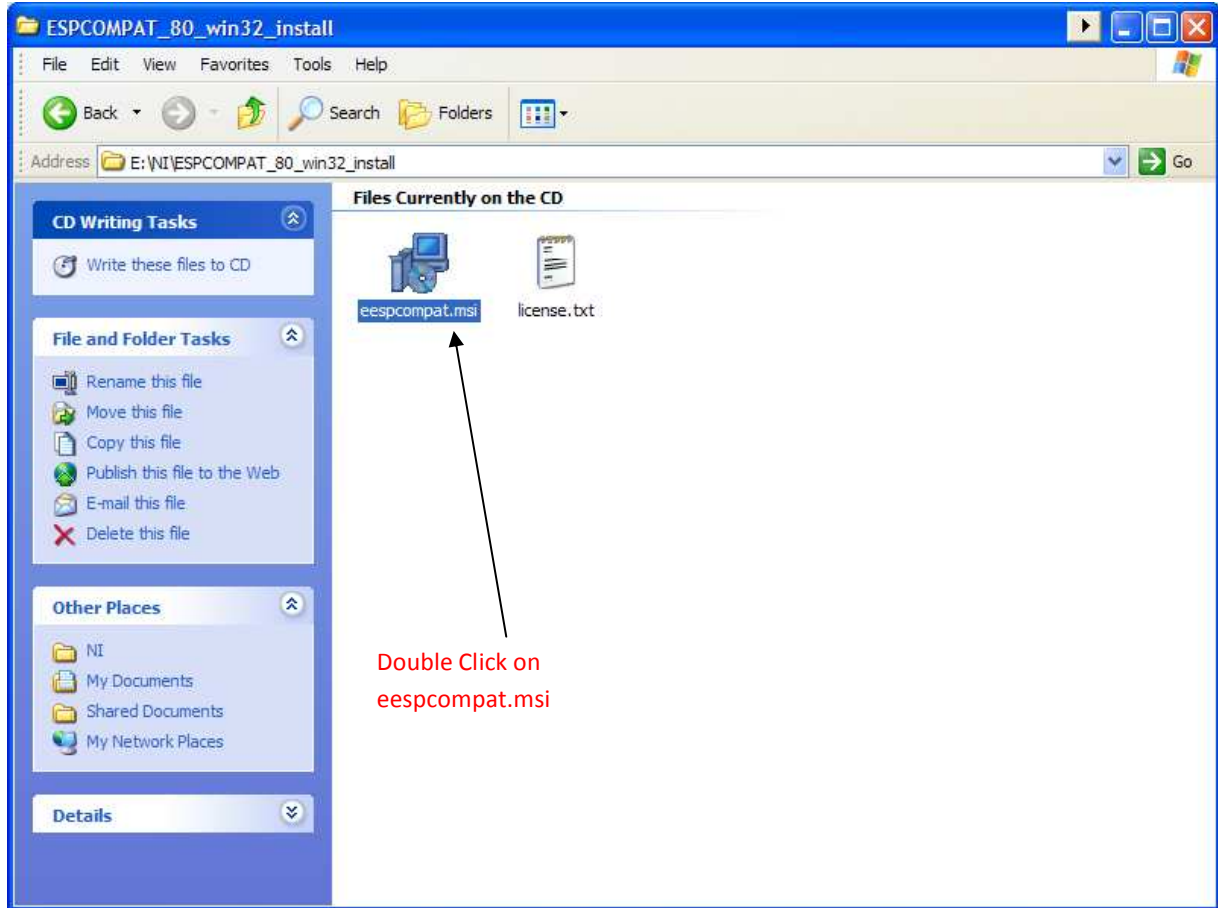 ESPCOMPAT_80_win32_install
File Edit View Favorites Tools Help
Back Search Folders
Address E:\NI\ESPCOMPAT_80_win32_install Go
Files Currently on the CD
CD Writing Tasks
Write these files to CD
eespcompat.msi license.txt
File and Folder Tasks
Rename this file
Move this file
Copy this file
Publish this file to the Web
E-mail this file
Delete this file
Other Places
NI
My Documents
Shared Documents
My Network Places
Double Click on
eespcompat.msi
Details